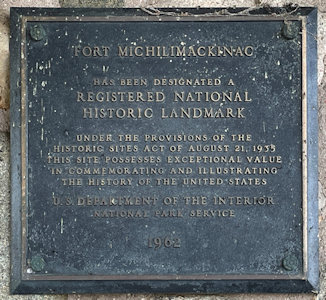 FORT MICHILIMACKINAC
HAS BEEN DESIGNATED A
REGISTERED NATIONAL
HISTORIC LANDMARK
UNDER THE PROVISIONS OF THE
HISTORIC SITES ACT OF AUGUST 21, 1935
THIS SITE POSSESSES EXCEPTIONAL VALUE
IN COMMEMORATING AND ILLUSTRATING
THE HISTORY OF THE UNITED STATES
U.S. DEPARTMENT OF THE INTERIOR
NATIONAL PARK SERVICE
1962